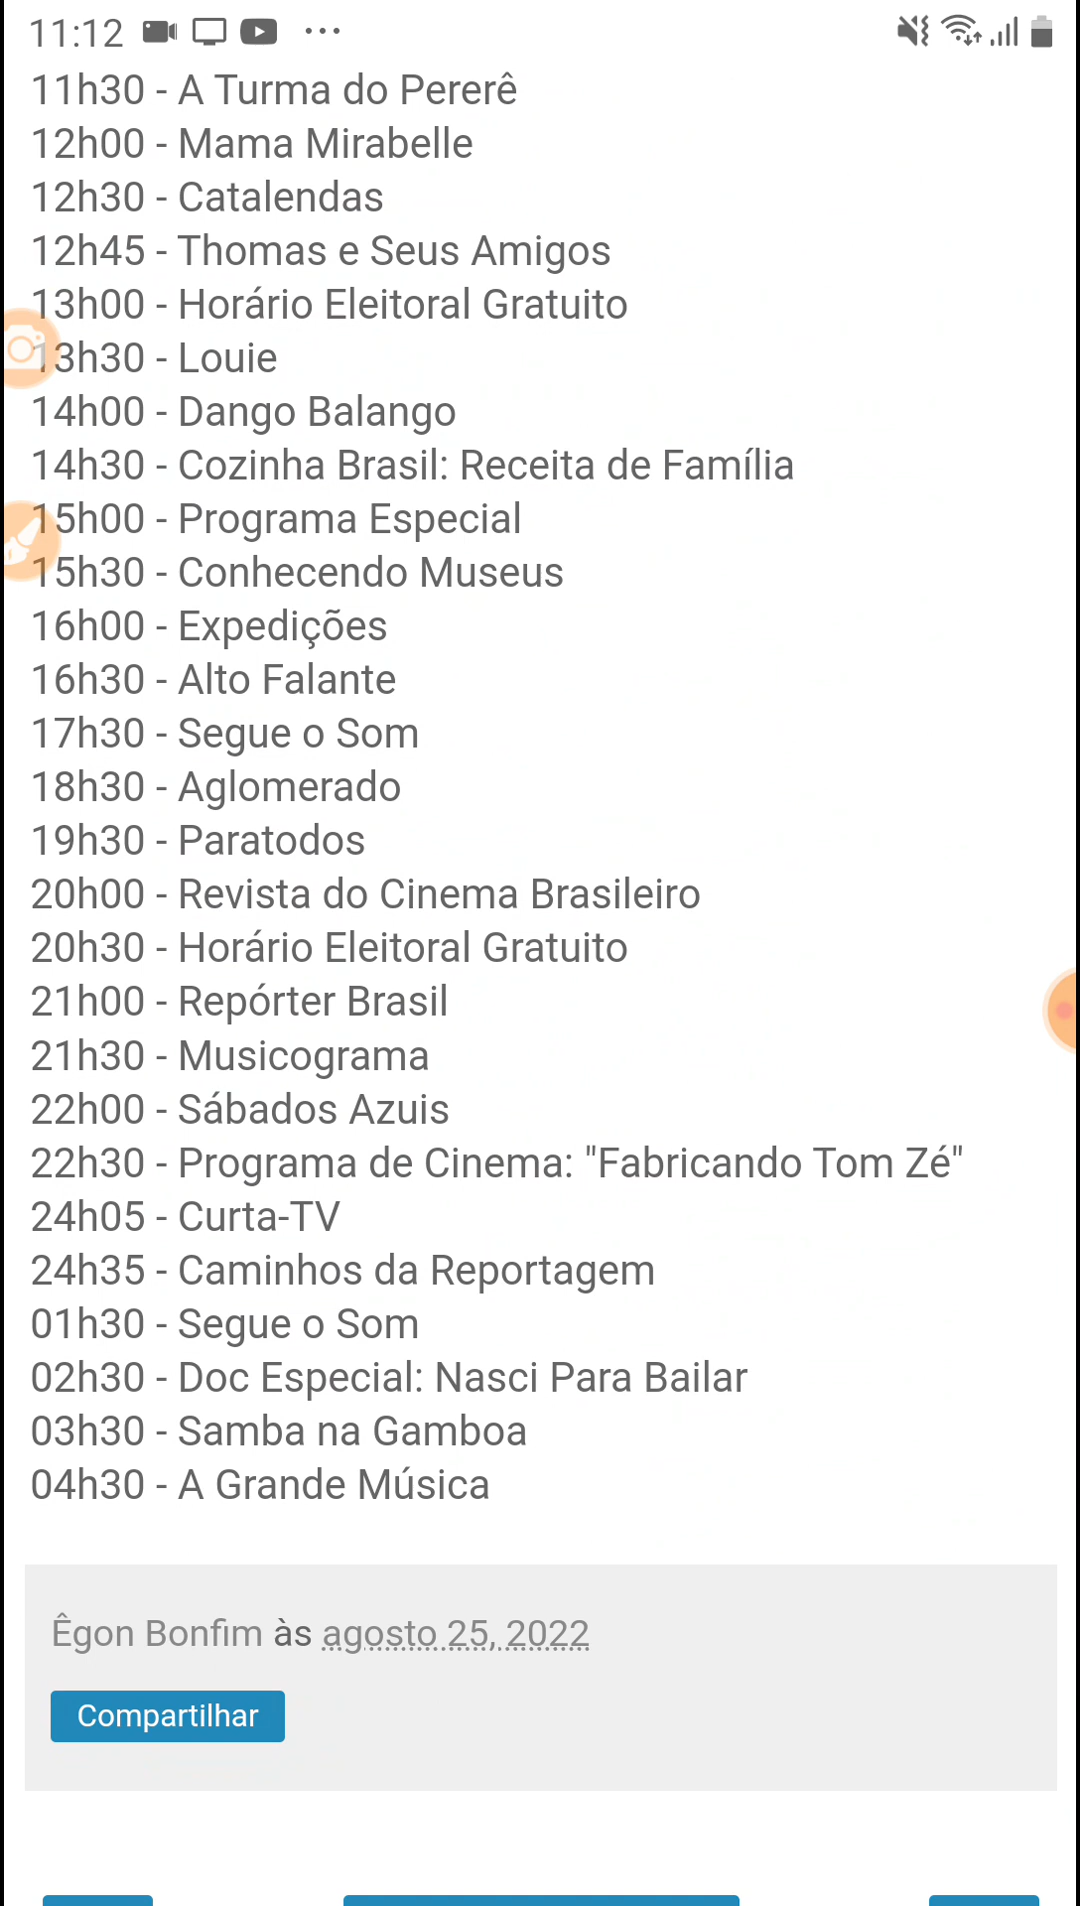 11:12
11h30 - A Turma do Pererê
12h00 - Mama Mirabelle
12h30 - Catalendas
12h45 - Thomas e Seus Amigos
13h00 - Horário Eleitoral Gratuito
13h30 - Louie
14h00 - Dango Balango
14h30 - Cozinha Brasil: Receita de Família
15h00 - Programa Especial
15h30 - Conhecendo Museus
16h00 - Expedições
16h30 - Alto Falante
17h30 - Segue o Som
18h30 - Aglomerado
19h30 - Paratodos
20h00 - Revista do Cinema Brasileiro
20h30 - Horário Eleitoral Gratuito
21h00 - Repórter Brasil
21h30 - Musicograma
22h00 - Sábados Azuis
22h30 - Programa de Cinema: "Fabricando Tom Zé"
24h05 - Curta-TV
24h35 - Caminhos da Reportagem
01h30 - Segue o Som
02h30 - Doc Especial: Nasci Para Bailar
03h30 - Samba na Gamboa
04h30 - A Grande Música
Êgon Bonfim às agosto 25, 2022
Compartilhar